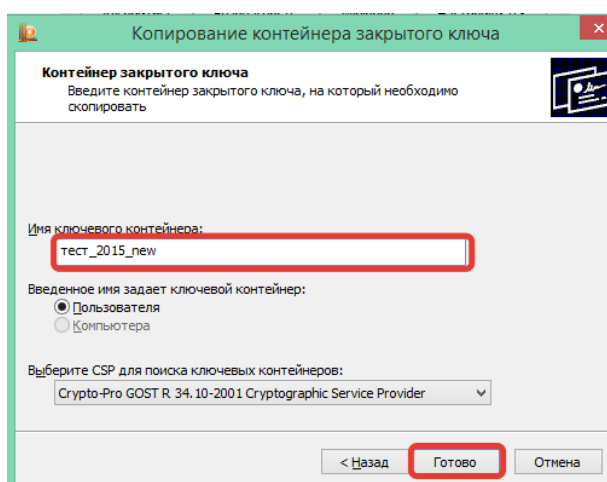 Копирование контейнера закрытого ключа
Контейнер закрытого ключа
Введите контейнер закрытого ключа, на который необходимо
скопировать
Имя ключевого контейнера:
тест_2015_new
Введенное имя задает ключевой контейнер:
Пользователя
Компьютера
Выберите CSP для поиска ключевых контейнеров:
Crypto-Pro GOST R 34.10-2001 Cryptographic Service Provider
< Назад Готово Отмена